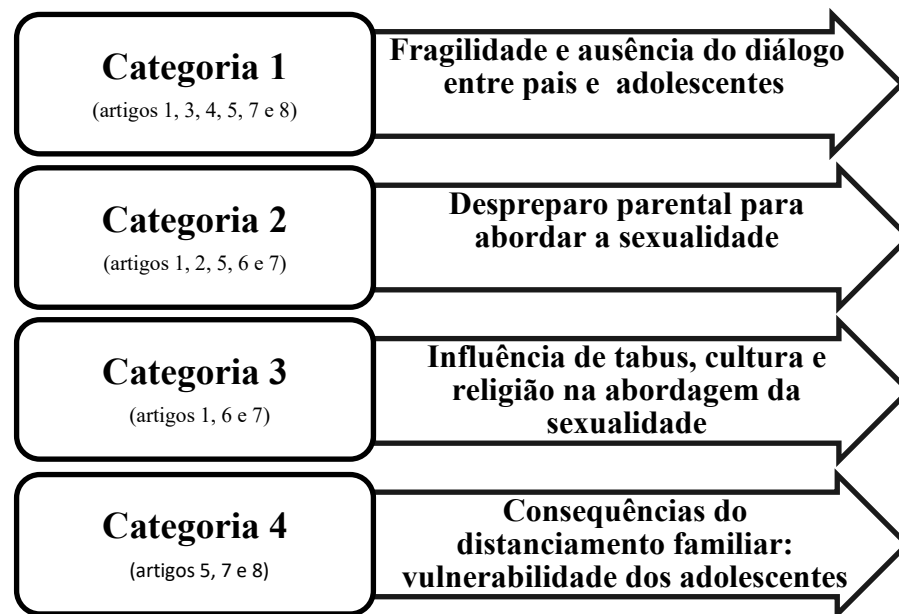 Categoria 1
(artigos 1, 3, 4, 5, 7 e 8)
Fragilidade e ausência do diálogo
entre pais e adolescentes
Categoria 2
(artigos 1, 2, 5, 6 e 7)
Despreparo parental para
abordar a sexualidade
Categoria 3
(artigos 1, 6 e 7)
Influência de tabus, cultura e
religião na abordagem da
sexualidade
Categoria 4
(artigos 5, 7 e 8)
Consequências do
distanciamento familiar:
vulnerabilidade dos adolescentes